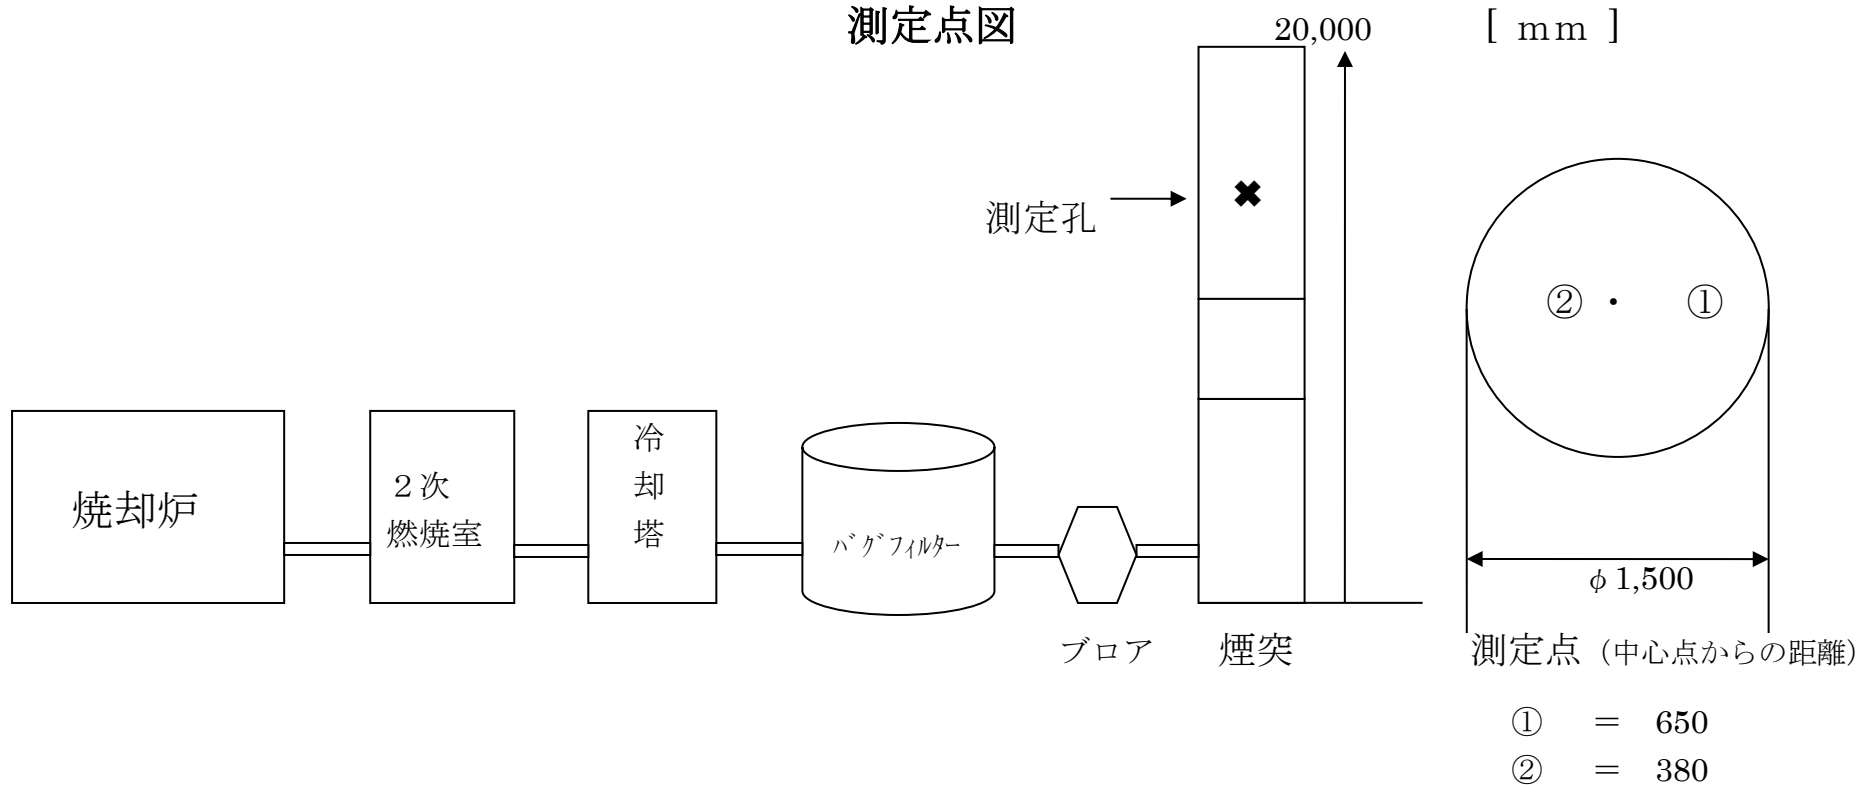 測定点図
20,000
[ mm ]
測定孔
② ・ ①
焼却炉
２次
燃焼室
冷
却
塔
ﾊﾞｸﾞﾌｨﾙﾀｰ
φ1,500
ブロア
煙突
測定点（中心点からの距離）
① ＝ 650
② ＝ 380